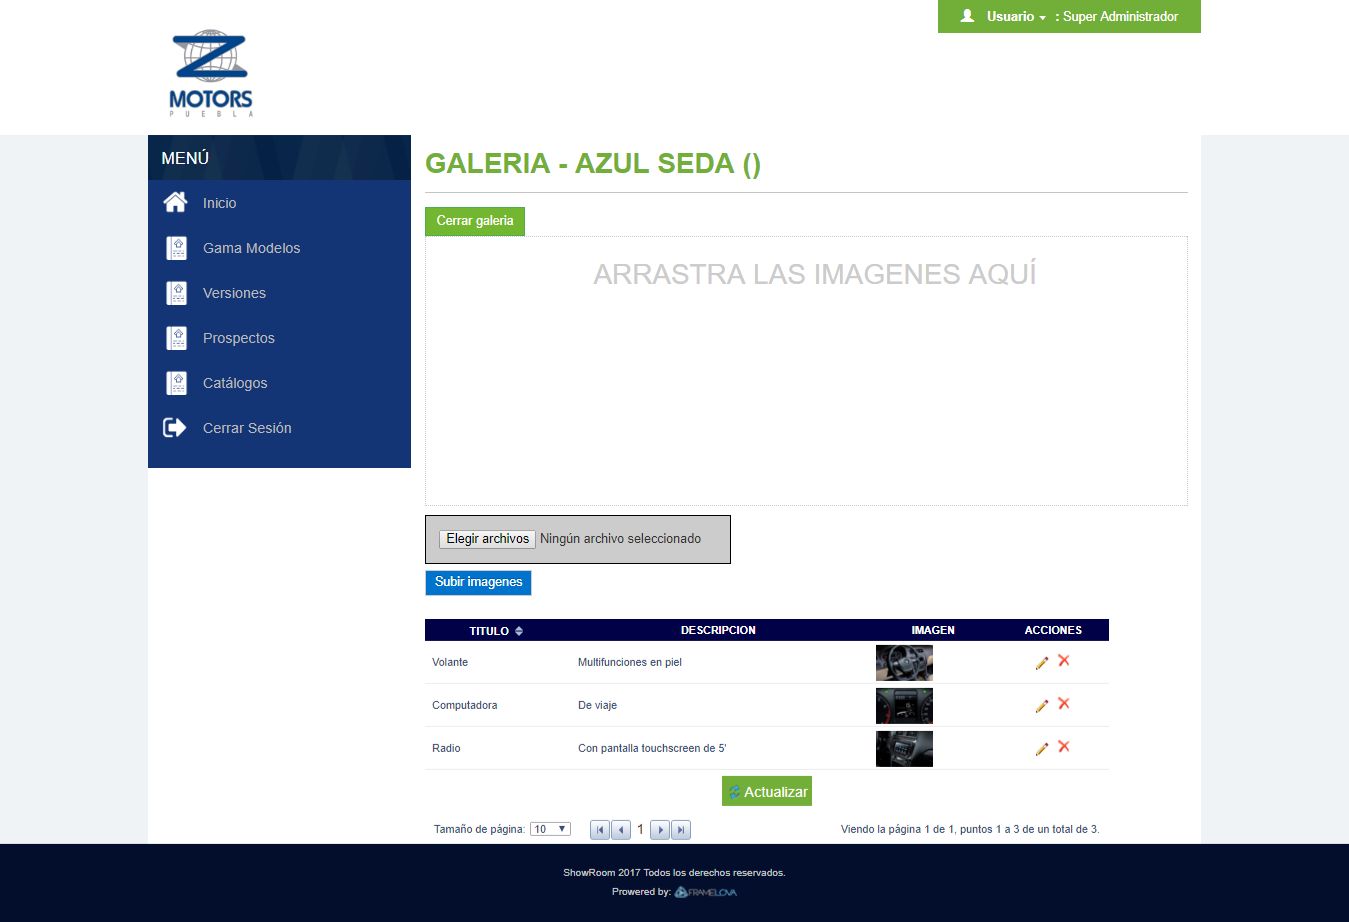 Usuario : Super Administrador
Z
MOTORS
PUEBLA
MENÚ
Inicio
Gama Modelos
Versiones
Prospectos
Catálogos
Cerrar Sesión
GALERIA - AZUL SEDA ()
Cerrar galeria
ARRASTRA LAS IMAGENES AQUÍ
Elegir archivos Ningún archivo seleccionado
Subir imagenes
TITULO DESCRIPCION IMAGEN ACCIONES
Volante Multifunciones en piel
Computadora De viaje
Radio Con pantalla touchscreen de 5'
Actualizar
Tamaño de página: 10 1 Viendo la página 1 de 1, puntos 1 a 3 de un total de 3.
ShowRoom 2017 Todos los derechos reservados.
Powered by: FRAMELOVA